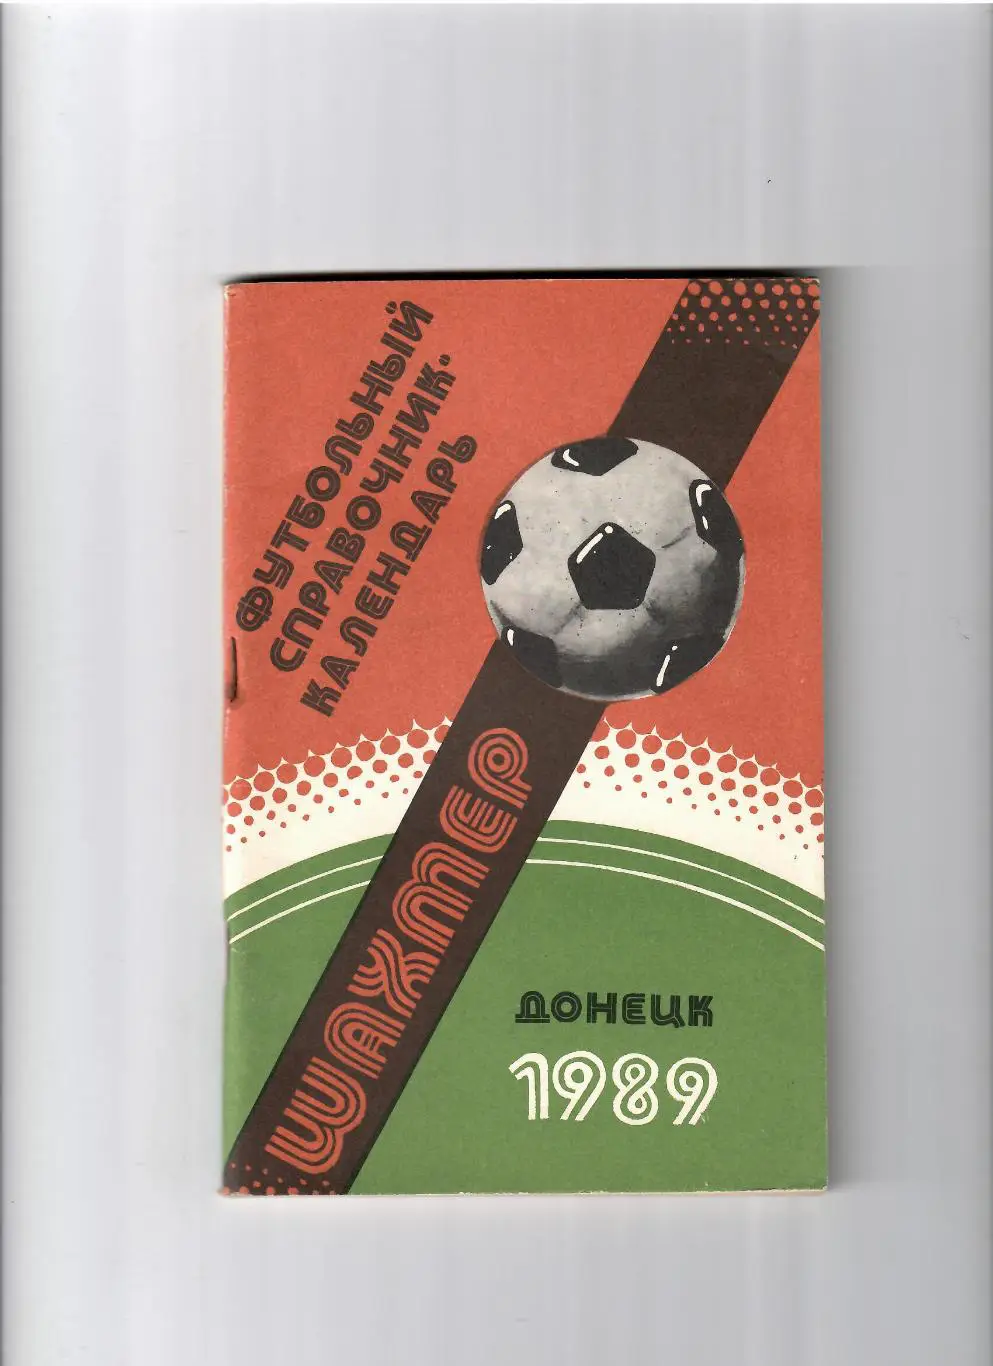 ФУТБОЛЬНЫЙ
СПРАВОЧНИК-
КАЛЕНДАРЬ
ШАХТЕР
ДОНЕЦК
1989